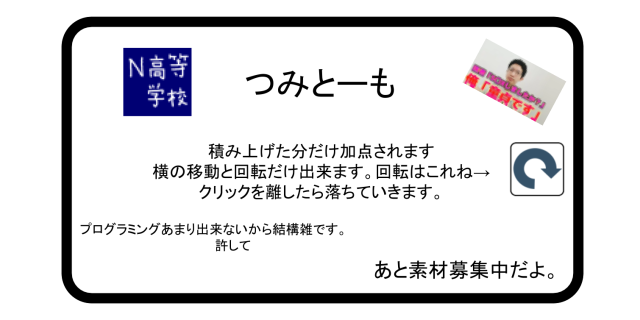 N高等
学校
つみとーも
俺「童貞です」
積み上げた分だけ加点されます
横の移動と回転だけ出来ます。回転はこれね→
クリックを離したら落ちていきます。
プログラミングあまり出来ないから結構雑です。
許して
あと素材募集中だよ。